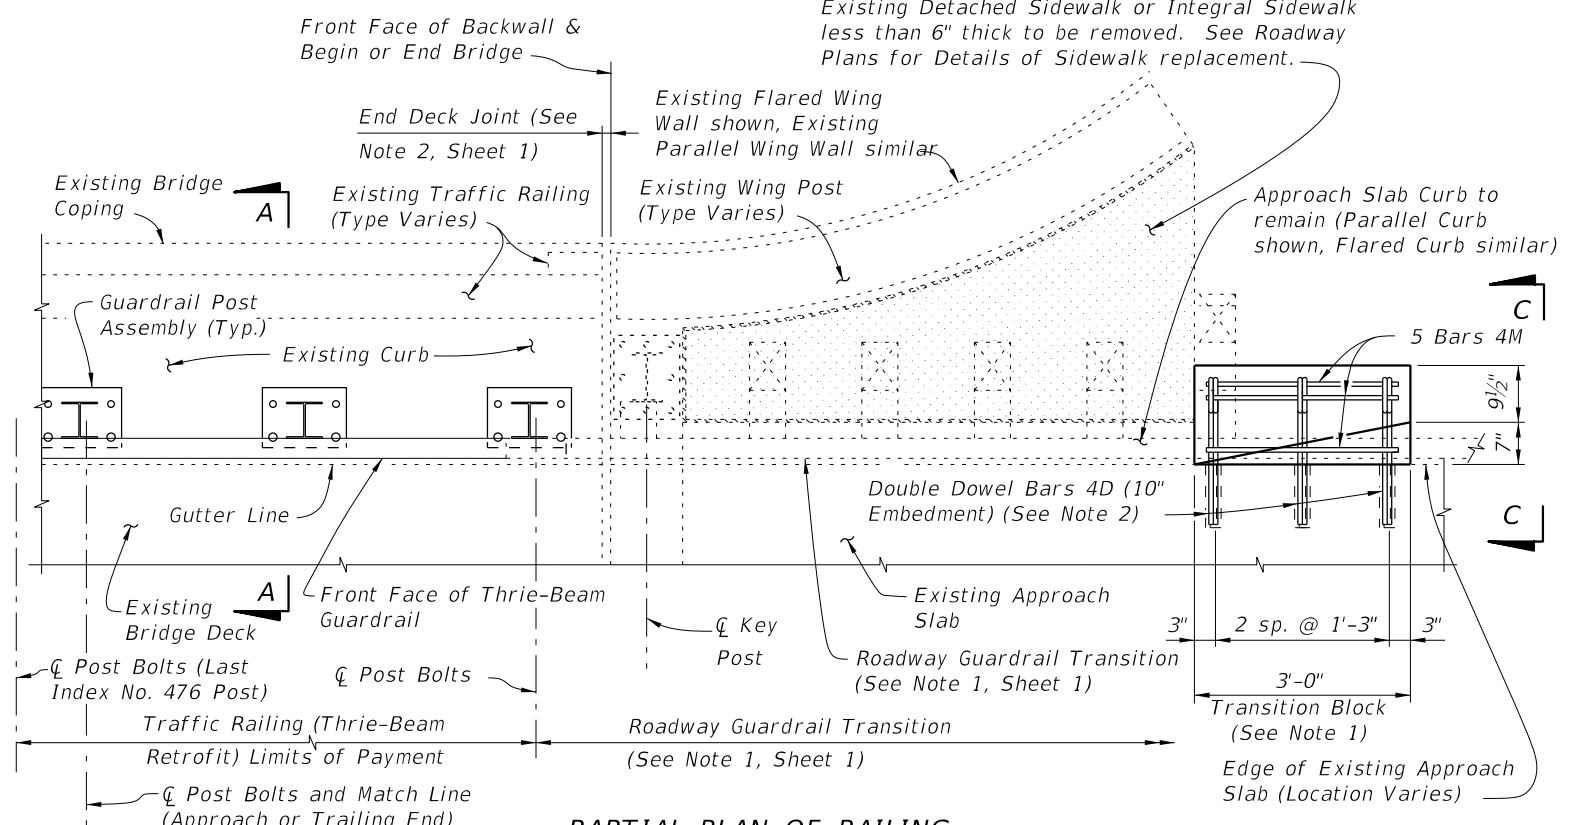 Front Face of Backwall &
Begin or End Bridge
Existing Detached Sidewalk or Integral Sidewalk
less than 6" thick to be removed. See Roadway
Plans for Details of Sidewalk replacement.
End Deck Joint (See
Note 2, Sheet 1)
Existing Flared Wing
Wall shown, Existing
Parallel Wing Wall similar
Existing Bridge
Coping
A
Existing Traffic Railing
(Type Varies)
Existing Wing Post
(Type Varies)
Approach Slab Curb to
remain (Parallel Curb
shown, Flared Curb similar)
Guardrail Post
Assembly (Typ.)
Existing Curb
C
5 Bars 4M
9½"
7"
Gutter Line
Double Dowel Bars 4D (10"
Embedment) (See Note 2)
C
A
Existing
Bridge Deck
Front Face of Thrie-Beam
Guardrail
Existing Approach
Slab
℄ Key
Post
3"
2 sp. @ 1'-3"
3"
℄ Post Bolts (Last
Index No. 476 Post)
℄ Post Bolts
Roadway Guardrail Transition
(See Note 1, Sheet 1)
3'-0"
Transition Block
(See Note 1)
Traffic Railing (Thrie-Beam
Retrofit) Limits of Payment
Roadway Guardrail Transition
(See Note 1, Sheet 1)
Edge of Existing Approach
Slab (Location Varies)
℄ Post Bolts and Match Line
(Approach or Trailing End)
PARTIAL PLAN OF RAILING